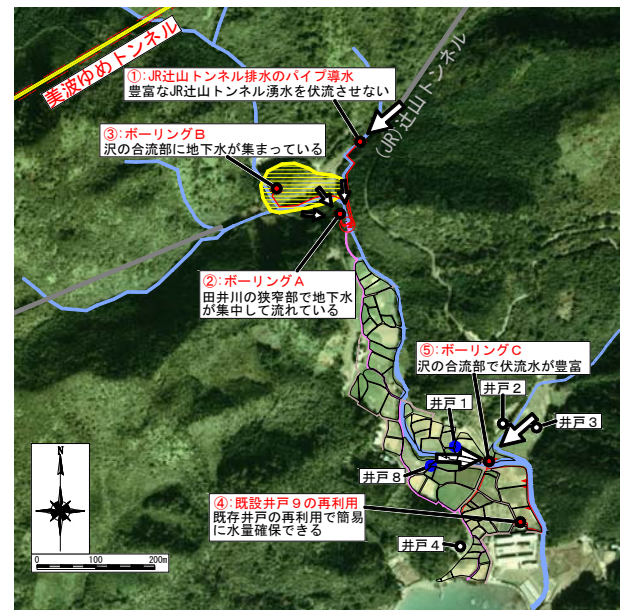 美波ゆめトンネル
①:JR辻山トンネル排水のパイプ導水
豊富なJR辻山トンネル湧水を伏流させない
(JR)辻山トンネル
③:ボーリングB
沢の合流部に地下水が集まっている
②:ボーリングA
田井川の狭窄部で地下水
が集中して流れている
⑤:ボーリングC
沢の合流部で伏流水が豊富
井戸2
井戸1
井戸3
井戸8
④:既設井戸9の再利用
既存井戸の再利用で簡易
に水量確保できる
井戸4
N
0 100 200m